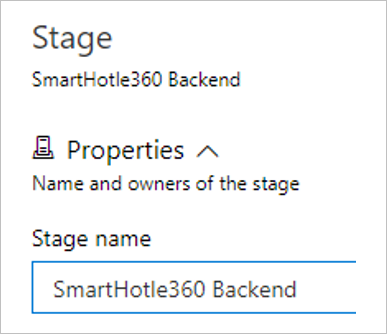 Stage
SmartHotle360 Backend
Properties
Name and owners of the stage
Stage name
SmartHotle360 Backend